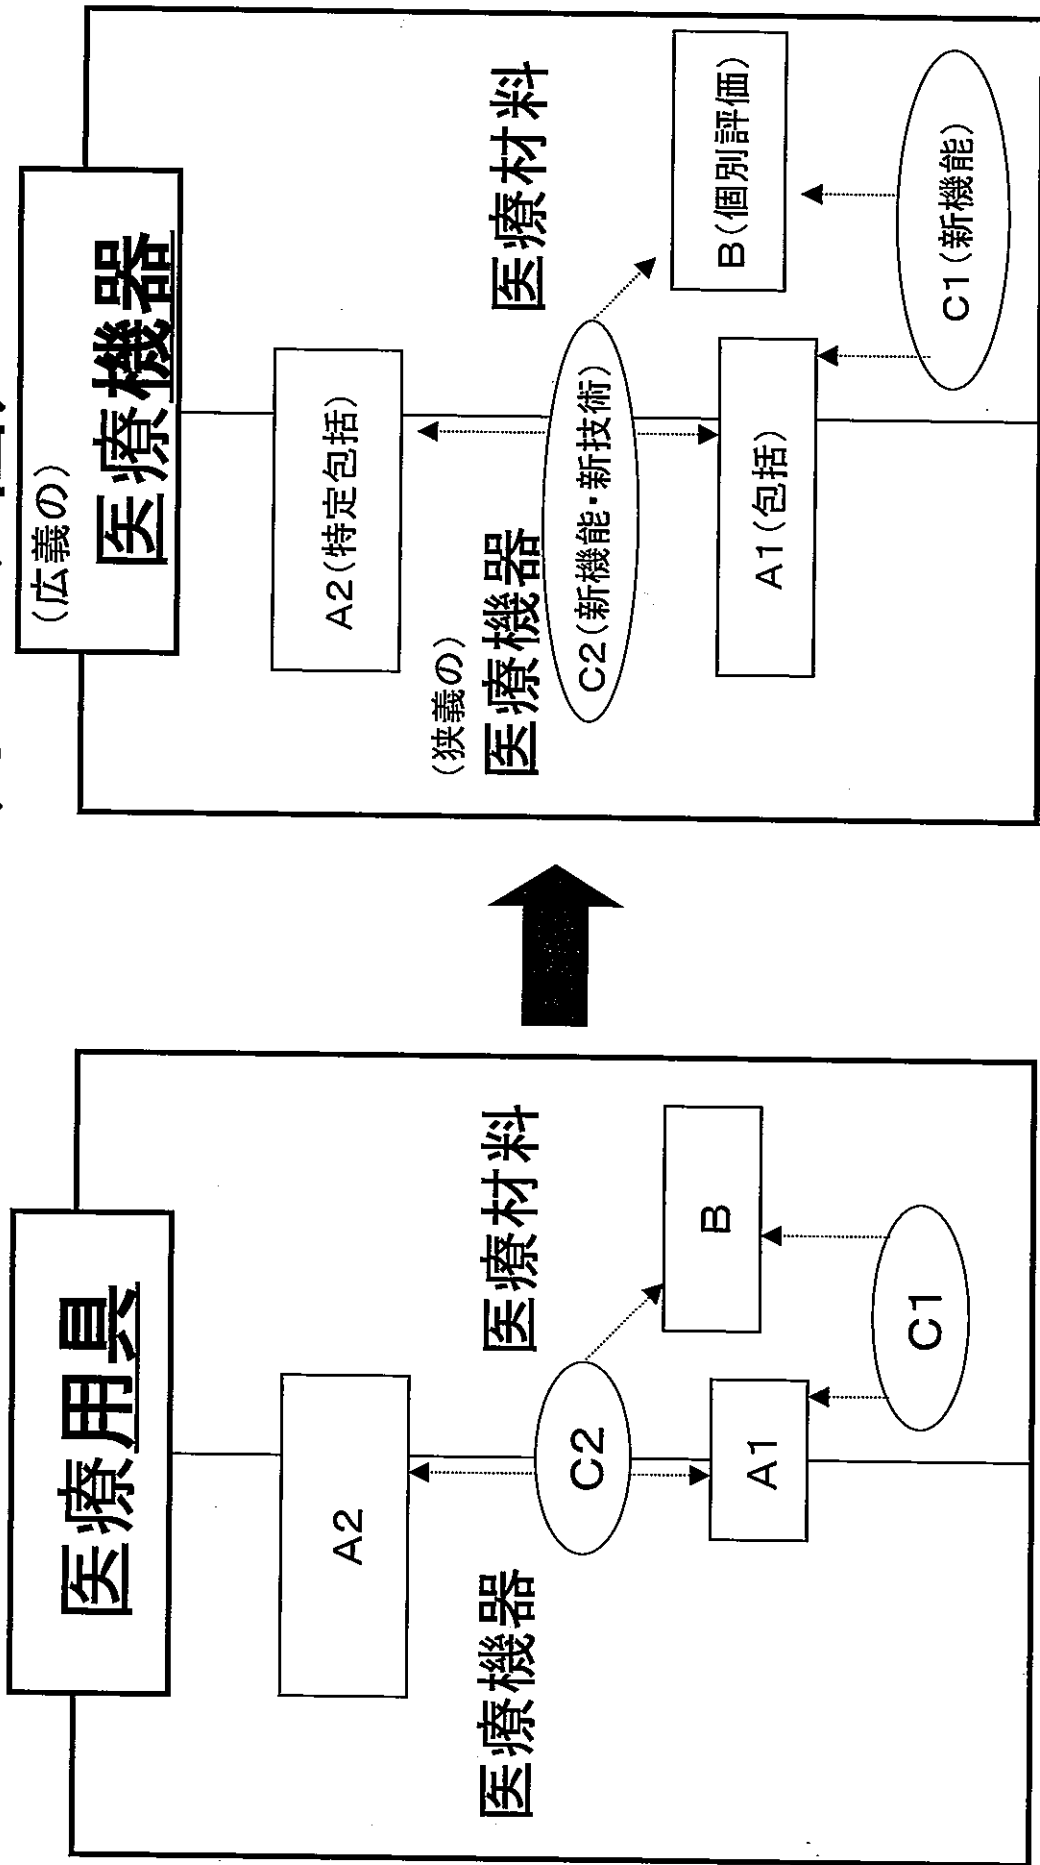 医療用具
A2
医療機器
医療材料
C2
A1
B
C1
(広義の)
医療機器
A2(特定包括)
(狭義の)
医療機器
医療材料
C2(新機能・新技術)
A1(包括)
B(個別評価)
C1(新機能)